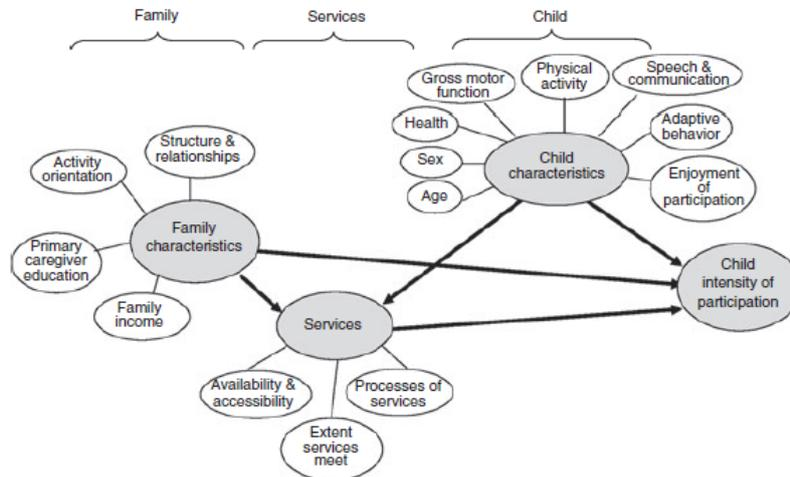 Family
Services
Child
Gross motor
function
Physical
activity
Speech &
communication
Health
Adaptive
behavior
Sex
Child
characteristics
Age
Enjoyment
of
participation
Structure &
relationships
Activity
orientation
Family
characteristics
Primary
caregiver
education
Family
income
Child
intensity of
participation
Services
Availability &
accessibility
Processes of
services
Extent
services
meet